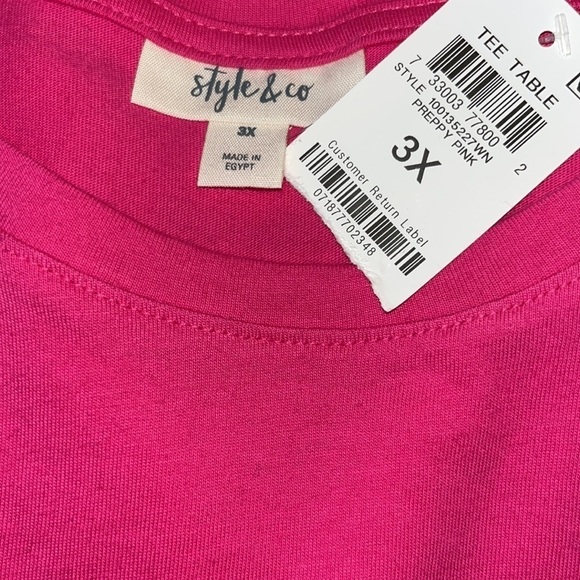 style & co
3X
MADE IN
EGYPT
TEE TABLE
7 33003 77800 2
STYLE 100135227WN
PREPPY PINK
3X
Customer Return Label
071877702348